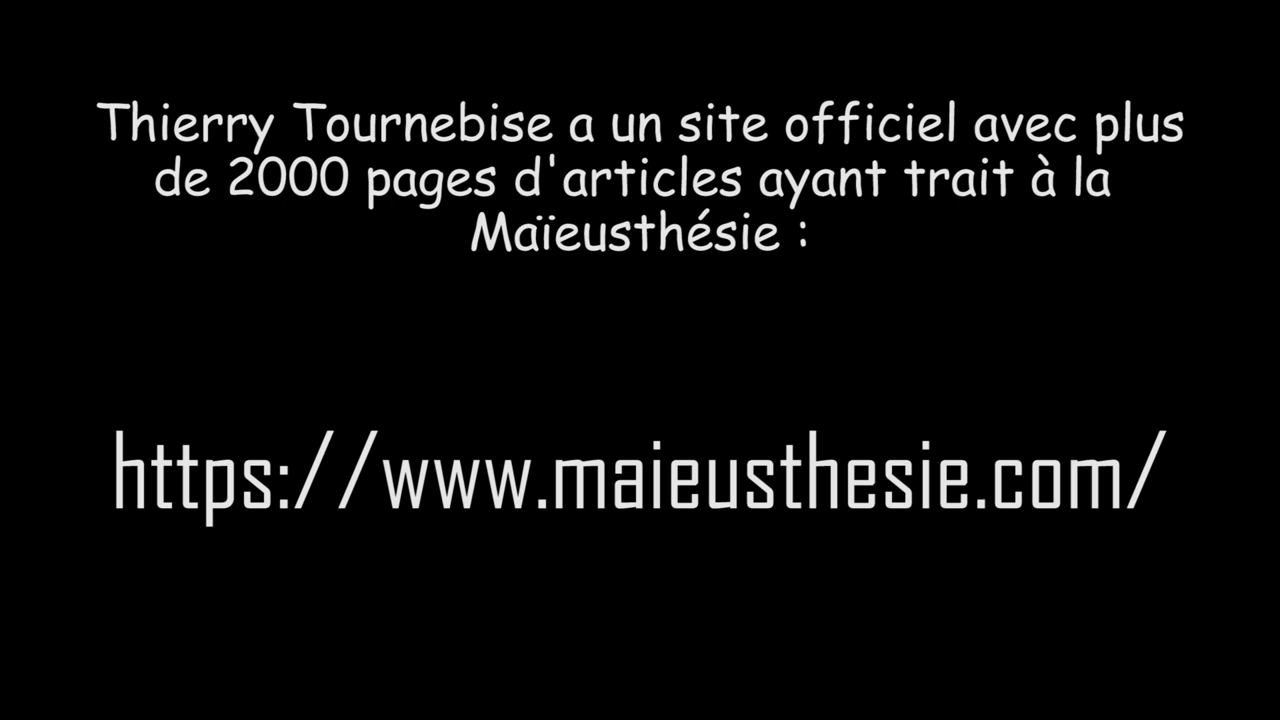 Thierry Tournebise a un site officiel avec plus
de 2000 pages d'articles ayant trait à la
Maïeusthésie :
https://www.maieusthesie.com/